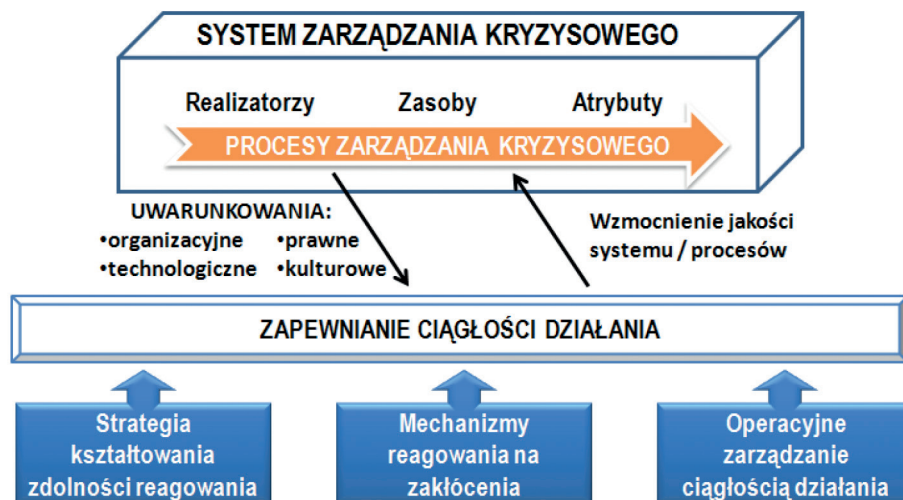 SYSTEM ZARZĄDZANIA KRYZYSOWEGO
Realizatorzy Zasoby Atrybuty
PROCESY ZARZĄDZANIA KRYZYSOWEGO
UWARUNKOWANIA:
•organizacyjne •prawne
•technologiczne •kulturowe
Wzmocnienie jakości
systemu / procesów
ZAPEWNIANIE CIĄGŁOŚCI DZIAŁANIA
Strategia
kształtowania
zdolności reagowania
Mechanizmy
reagowania na
zakłócenia
Operacyjne
zarządzanie
ciągłością działania